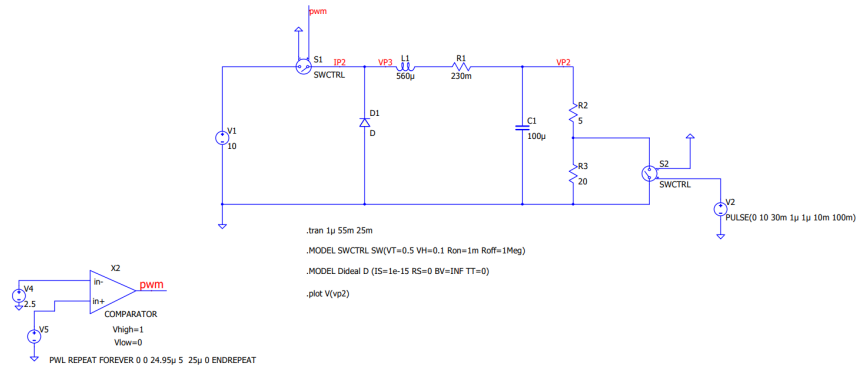 pwm
S1
SWCTRL
IP2
VP3
L1
560µ
R1
230m
VP2
V1
10
D1
D
C1
100µ
R2
5
R3
20
S2
SWCTRL
V2
PULSE(0 10 30m 1µ 1µ 10m 100m)
.tran 1µ 55m 25m
.MODEL SWCTRL SW(VT=0.5 VH=0.1 Ron=1m Roff=1Meg)
.MODEL Dideal D (IS=1e-15 RS=0 BV=INF TT=0)
.plot V(vp2)
X2
in-
in+
pwm
COMPARATOR
Vhigh=1
Vlow=0
V4
2.5
V5
PWL REPEAT FOREVER 0 0 24.95µ 5 25µ 0 ENDREPEAT